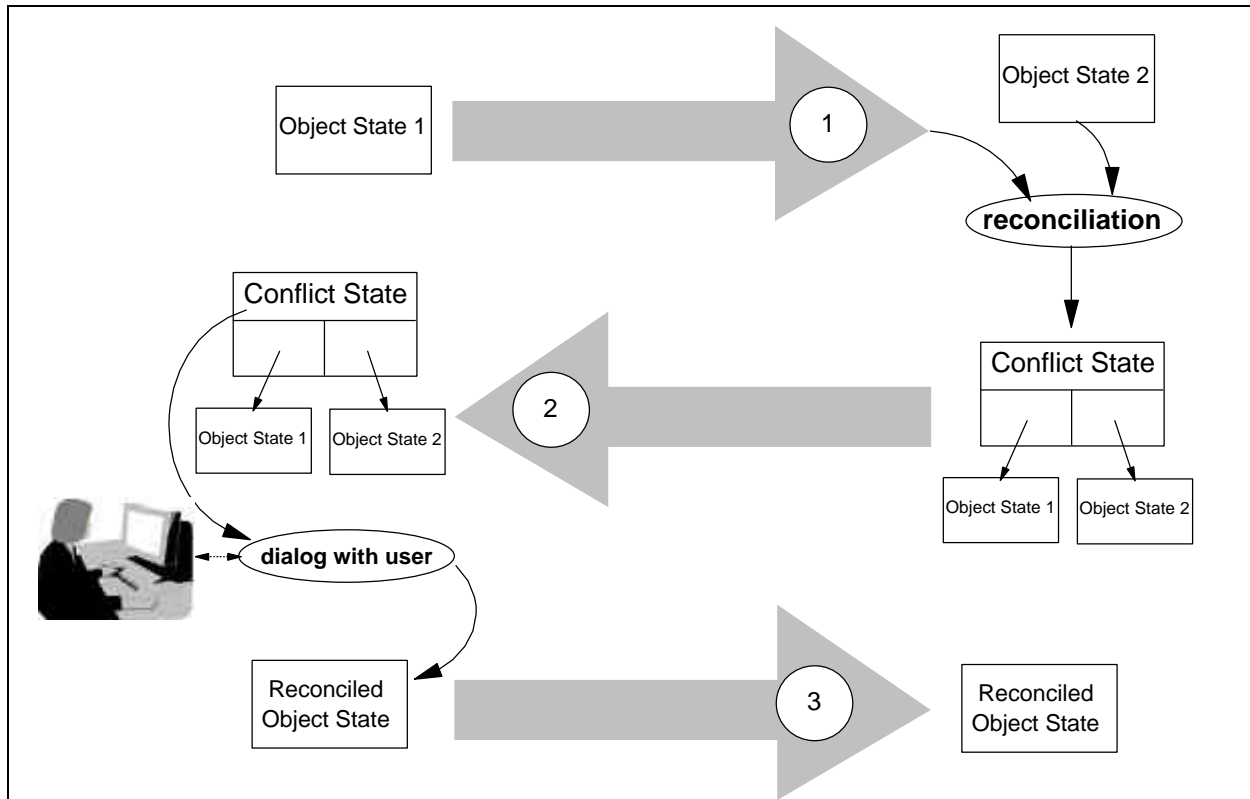 Object State 1
1
Object State 2
reconciliation
Conflict State
Object State 1
Object State 2
2
Conflict State
Object State 1
Object State 2
dialog with user
Reconciled
Object State
3
Reconciled
Object State